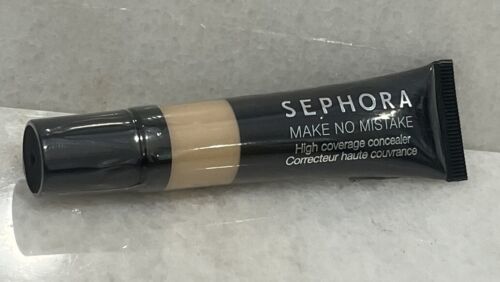 SEPHORA
MAKE NO MISTAKE
High coverage concealer
Correcteur haute couvrance